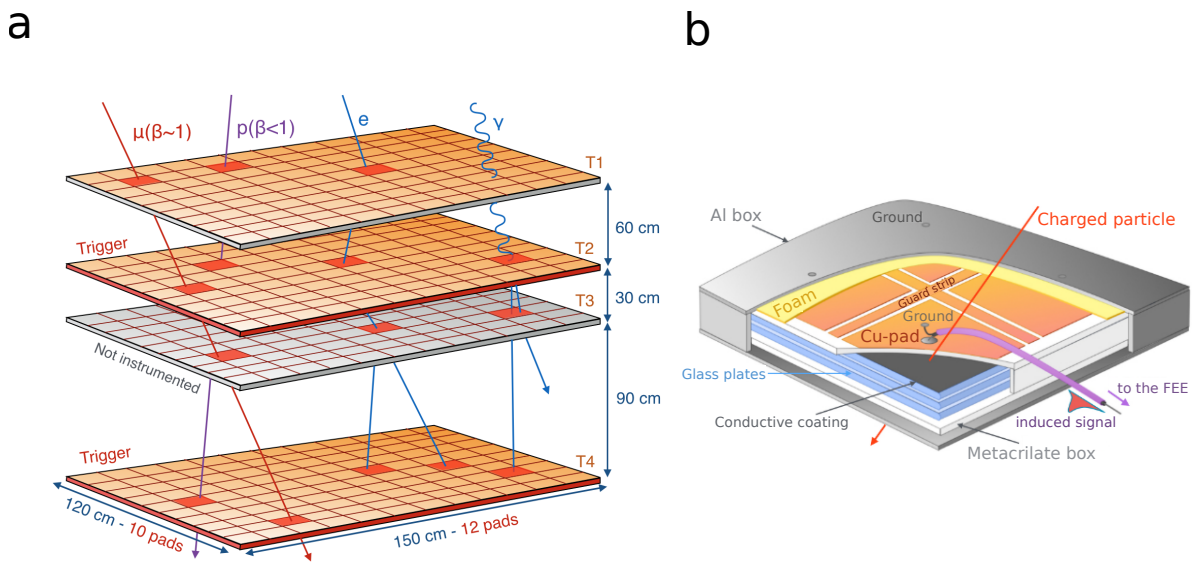 a
μ(β~1)
p(β<1)
e
γ
T1
60 cm
Trigger
T2
30 cm
T3
Not instrumented
90 cm
Trigger
T4
120 cm - 10 pads
150 cm - 12 pads
b
Al box
Ground
Charged particle
Foam
Guard strip
Ground
Cu-pad
Glass plates
to the FEE
Conductive coating
induced signal
Metacrilate box